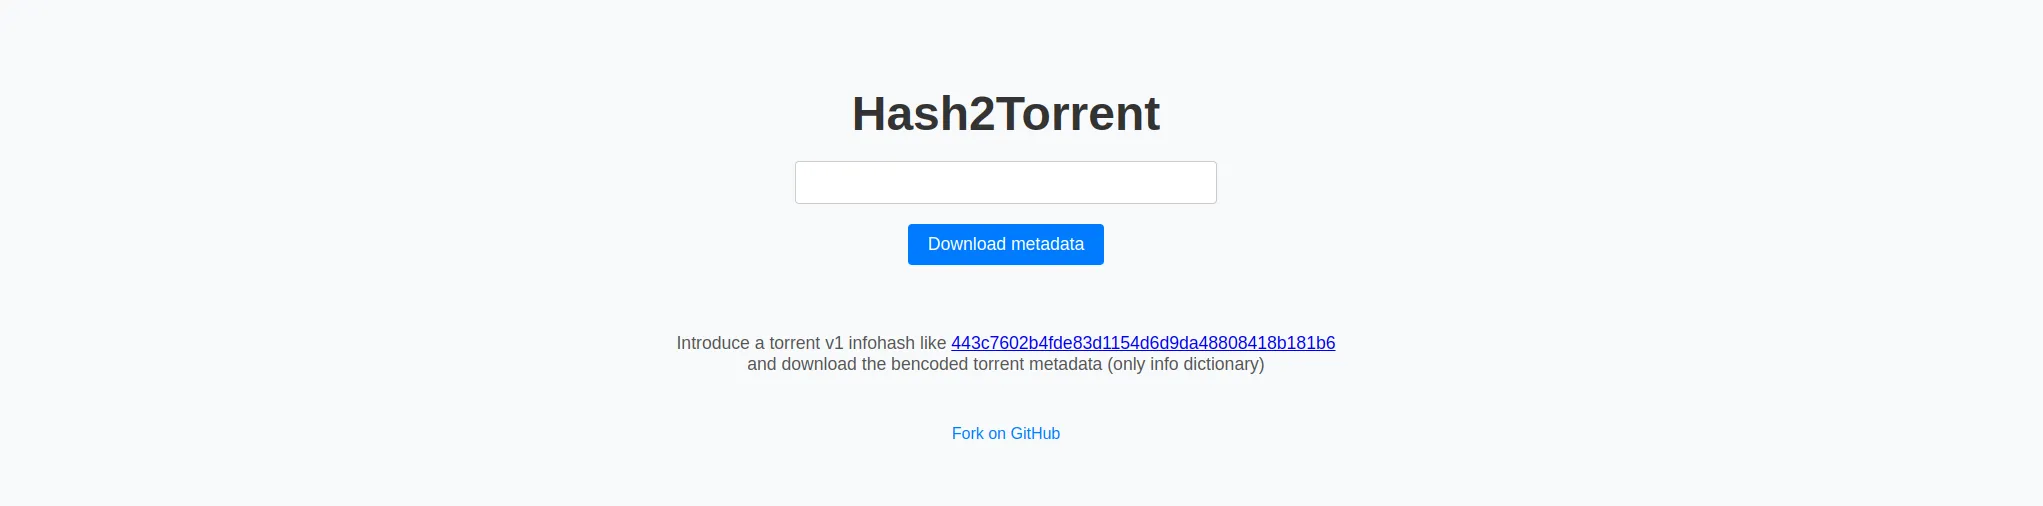 Hash2Torrent
Download metadata
Introduce a torrent v1 infohash like 443c7602b4fde83d1154d6d9da48808418b181b6
and download the bencoded torrent metadata (only info dictionary)
Fork on GitHub